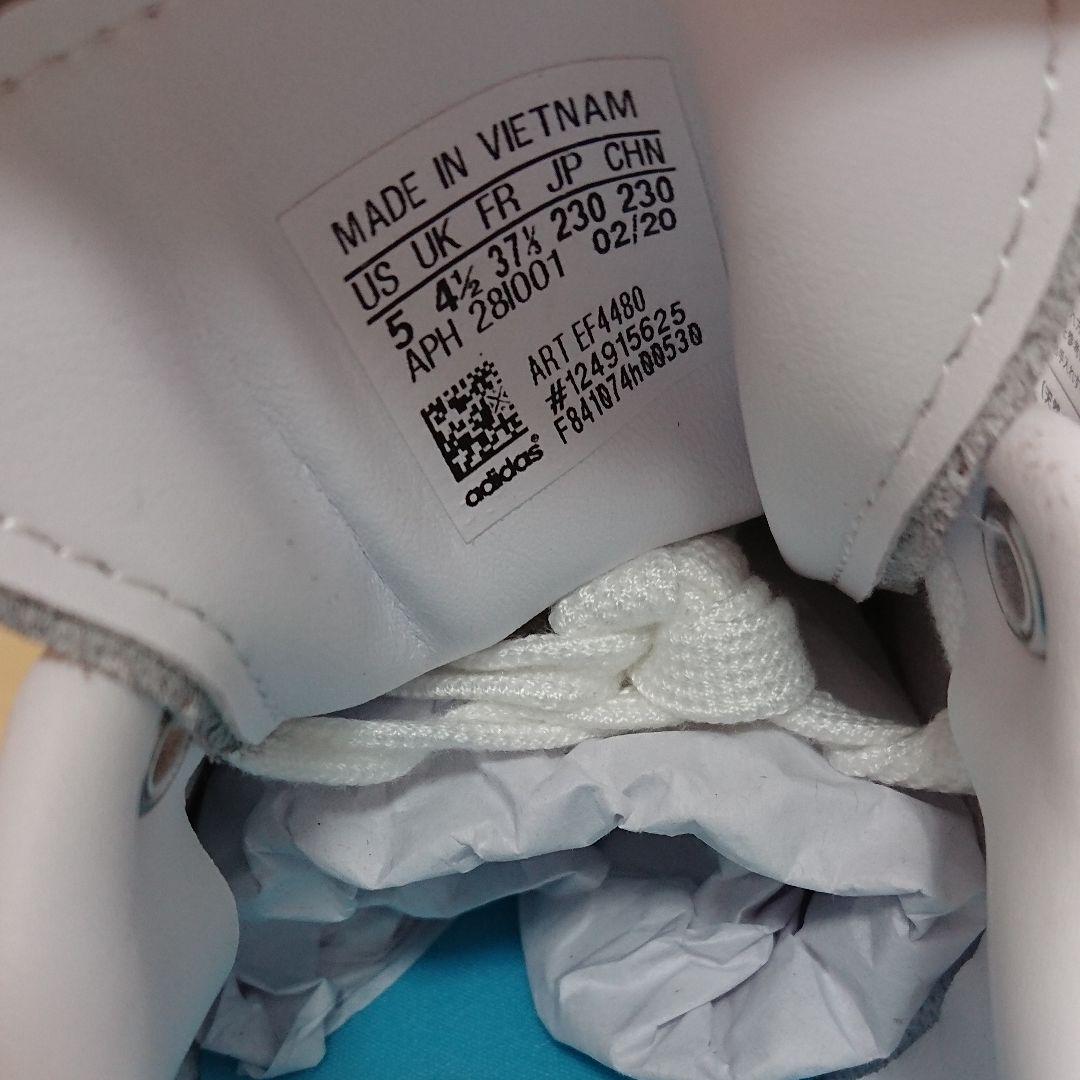 MADE IN VIETNAM
US UK FR JP CHN
5 4½ 37⅓ 230 230
APH 28I001 02/20
ART EF4480
#124915625
F841074h00530
adidas®